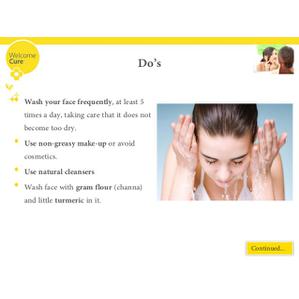 Welcome
Cure
Do's
Wash your face frequently, at least 5
times a day, taking care that it does not
become too dry.
Use non-greasy make-up or avoid
cosmetics.
Use natural cleansers
Wash face with gram flour (channa)
and little turmeric in it.
Continued...